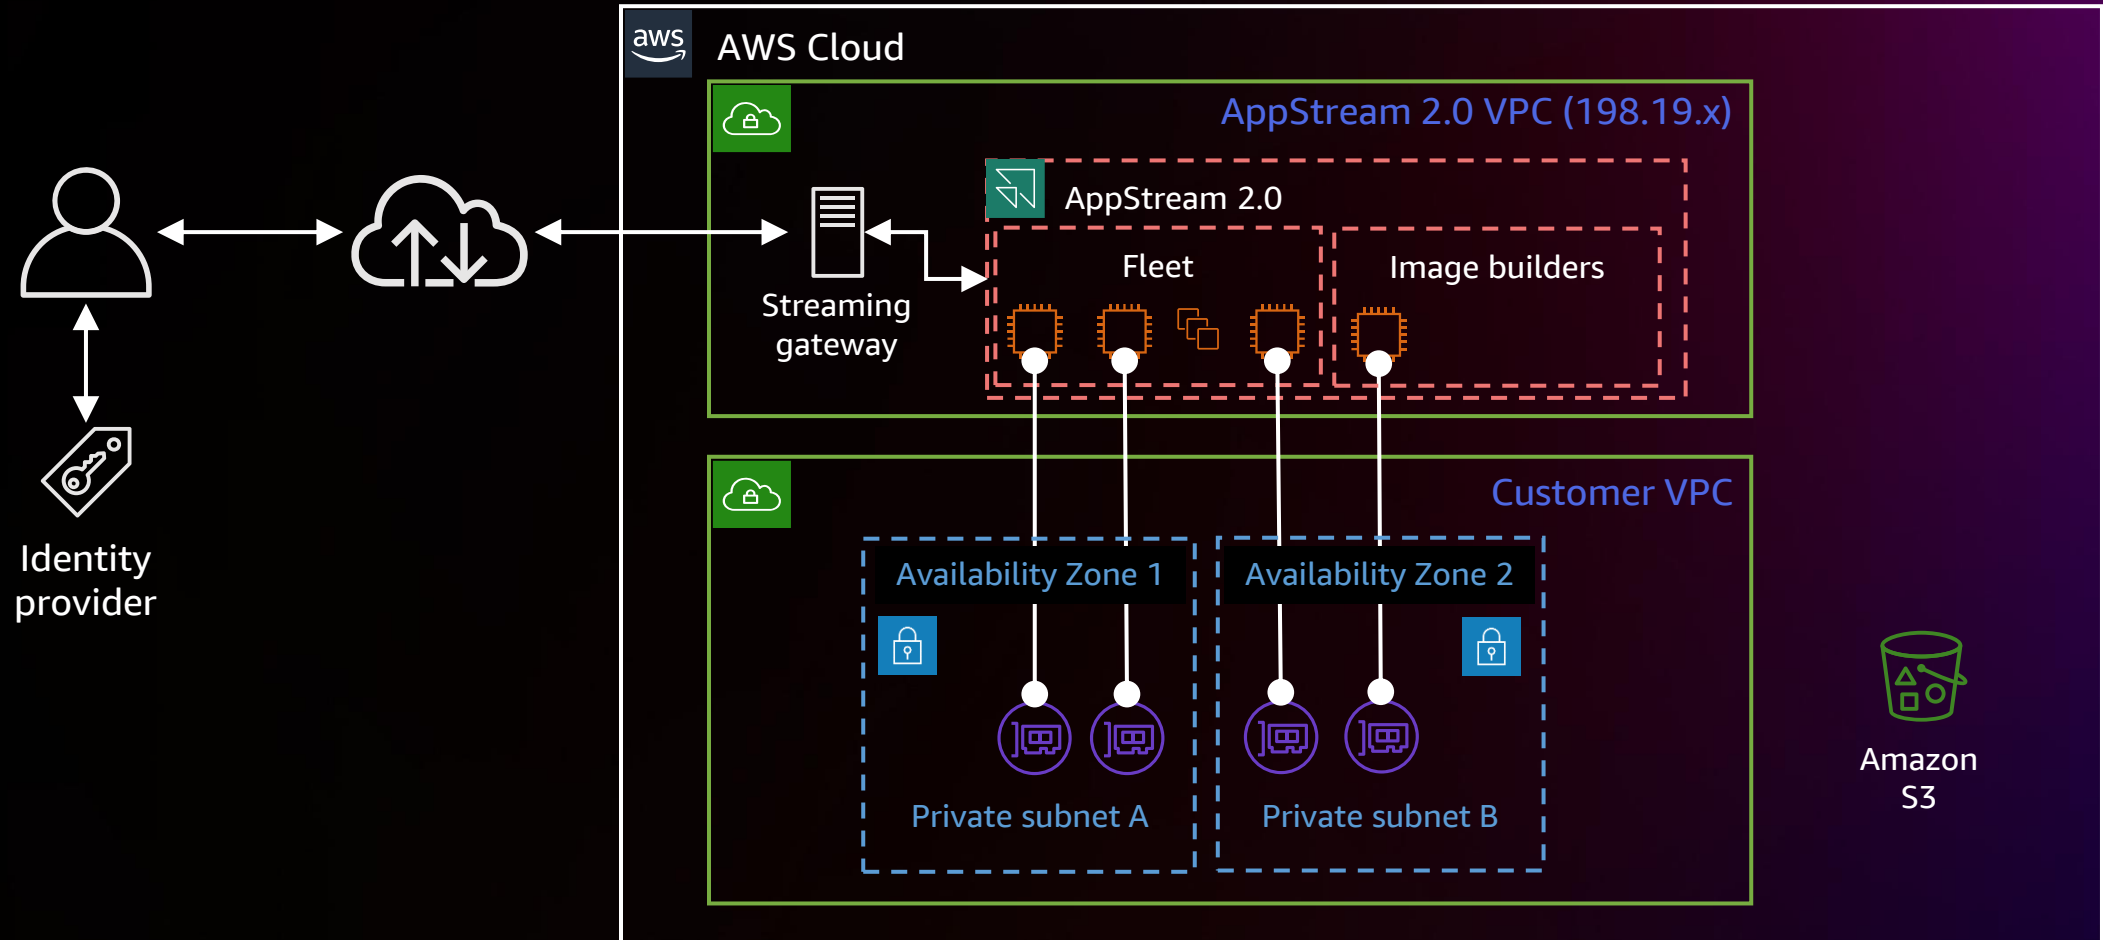 aws
AWS Cloud
AppStream 2.0 VPC (198.19.x)
AppStream 2.0
Fleet
Image builders
Streaming
gateway
Customer VPC
Identity
provider
Availability Zone 1
Availability Zone 2
Private subnet A
Private subnet B
Amazon
S3